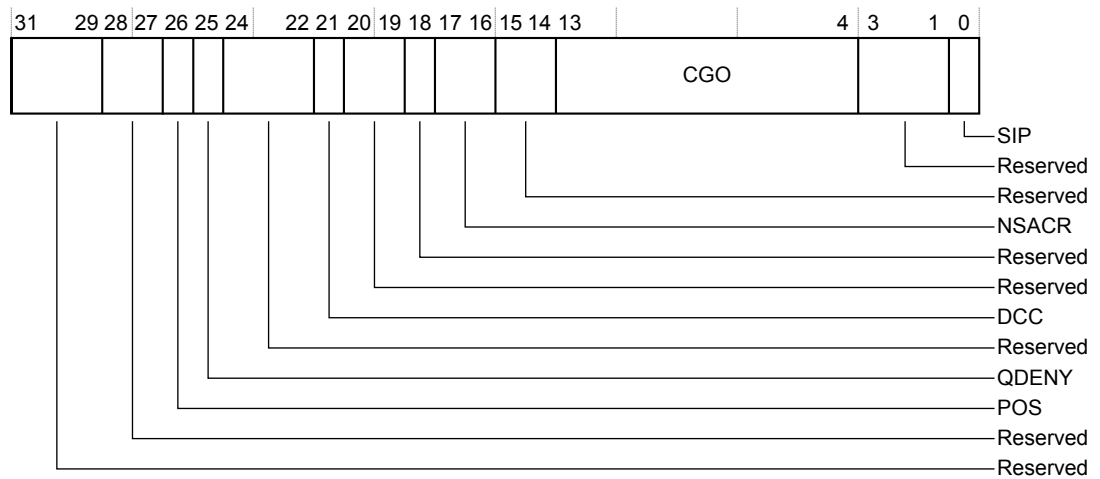 31 29 28 27 26 25 24 22 21 20 19 18 17 16 15 14 13 4 3 1 0
CGO
SIP
Reserved
Reserved
NSACR
Reserved
Reserved
DCC
Reserved
QDENY
POS
Reserved
Reserved